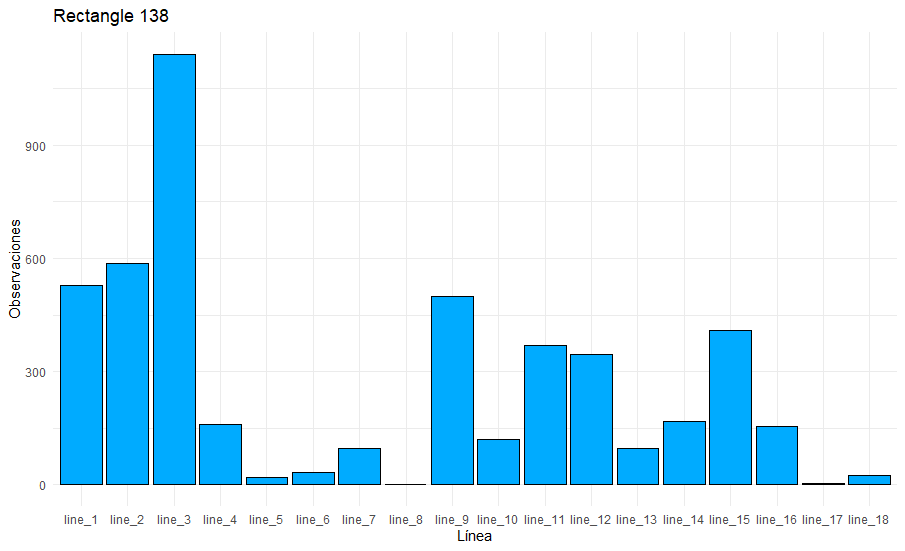 Rectangle 138
Observaciones
900
600
300
0
line_1 line_2 line_3 line_4 line_5 line_6 line_7 line_8 line_9 line_10 line_11 line_12 line_13 line_14 line_15 line_16 line_17 line_18
Línea